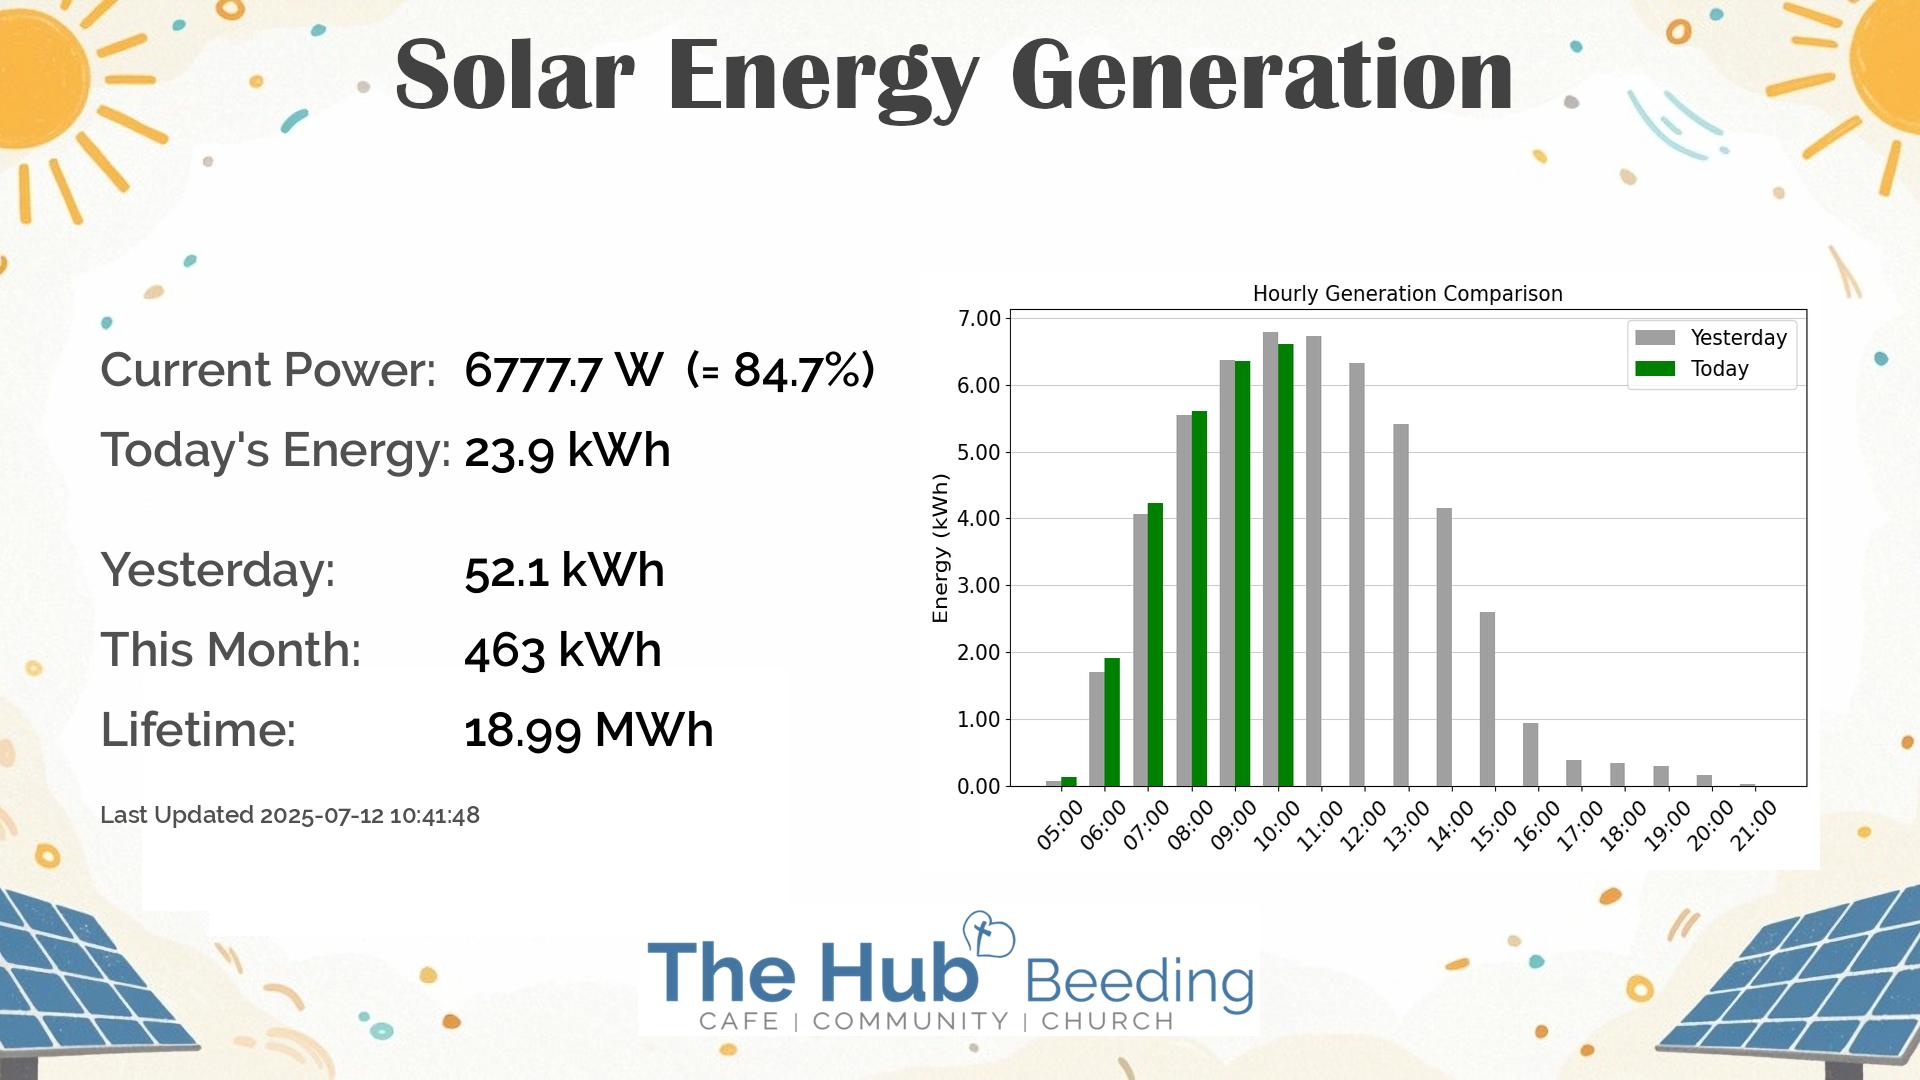 Solar Energy Generation
Current Power: 6777.7 W (= 84.7%)
Today's Energy: 23.9 kWh
Yesterday: 52.1 kWh
This Month: 463 kWh
Lifetime: 18.99 MWh
Last Updated 2025-07-12 10:41:48
Hourly Generation Comparison
Yesterday
Today
Energy (kWh)
7.00
6.00
5.00
4.00
3.00
2.00
1.00
0.00
05:00 06:00 07:00 08:00 09:00 10:00 11:00 12:00 13:00 14:00 15:00 16:00 17:00 18:00 19:00 20:00 21:00
The Hub Beeding
CAFE | COMMUNITY | CHURCH